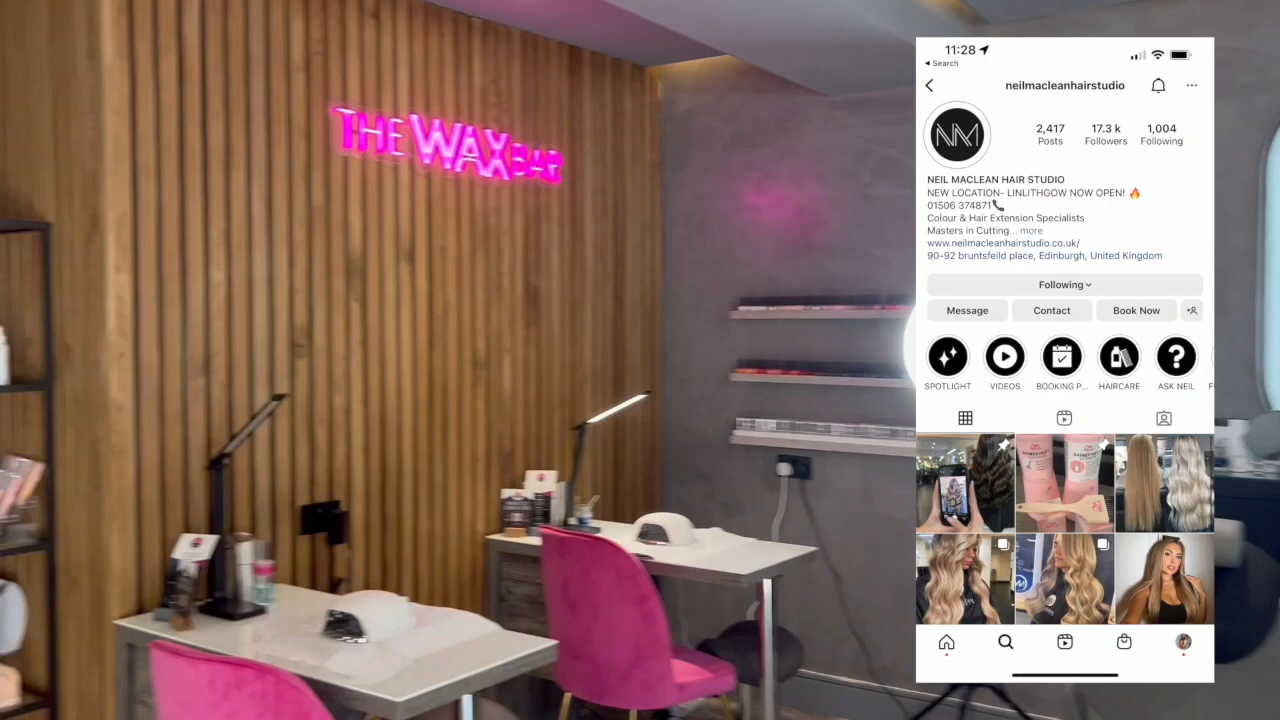 THE WAX BAR
11:28
Search
neilmacleanhairstudio
NM
2,417
Posts
17.3 k
Followers
1,004
Following
NEIL MACLEAN HAIR STUDIO
NEW LOCATION- LINLITHGOW NOW OPEN! 🔥
01506 374871📞
Colour & Hair Extension Specialists
Masters in Cutting... more
www.neilmacleanhairstudio.co.uk/
90-92 bruntsfeild place, Edinburgh, United Kingdom
Following
Message
Contact
Book Now
SPOTLIGHT
VIDEOS
BOOKING P...
HAIRCARE
ASK NEIL